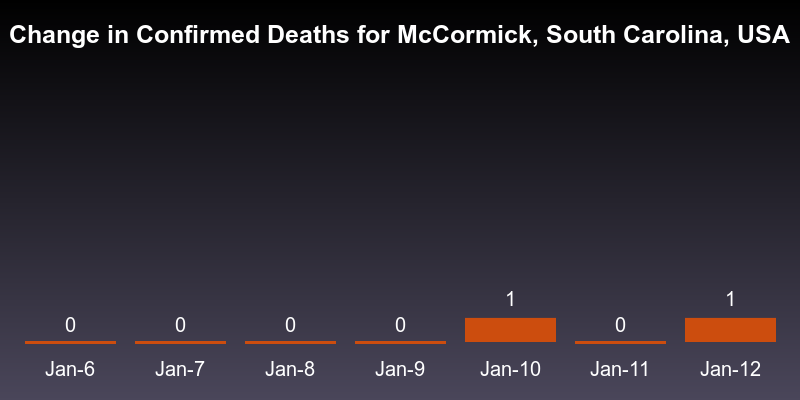 Change in Confirmed Deaths for McCormick, South Carolina, USA
0 0 0 0 1 0 1
Jan-6 Jan-7 Jan-8 Jan-9 Jan-10 Jan-11 Jan-12